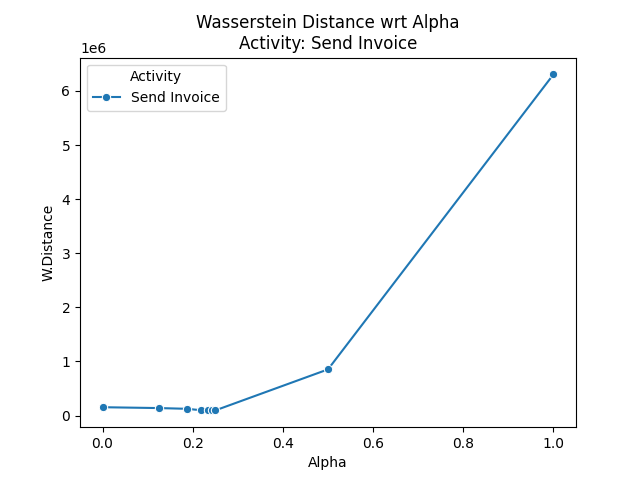 Wasserstein Distance wrt Alpha
Activity: Send Invoice
1e6
Activity
Send Invoice
6
5
4
3
2
1
0
W.Distance
0.0 0.2 0.4 0.6 0.8 1.0
Alpha